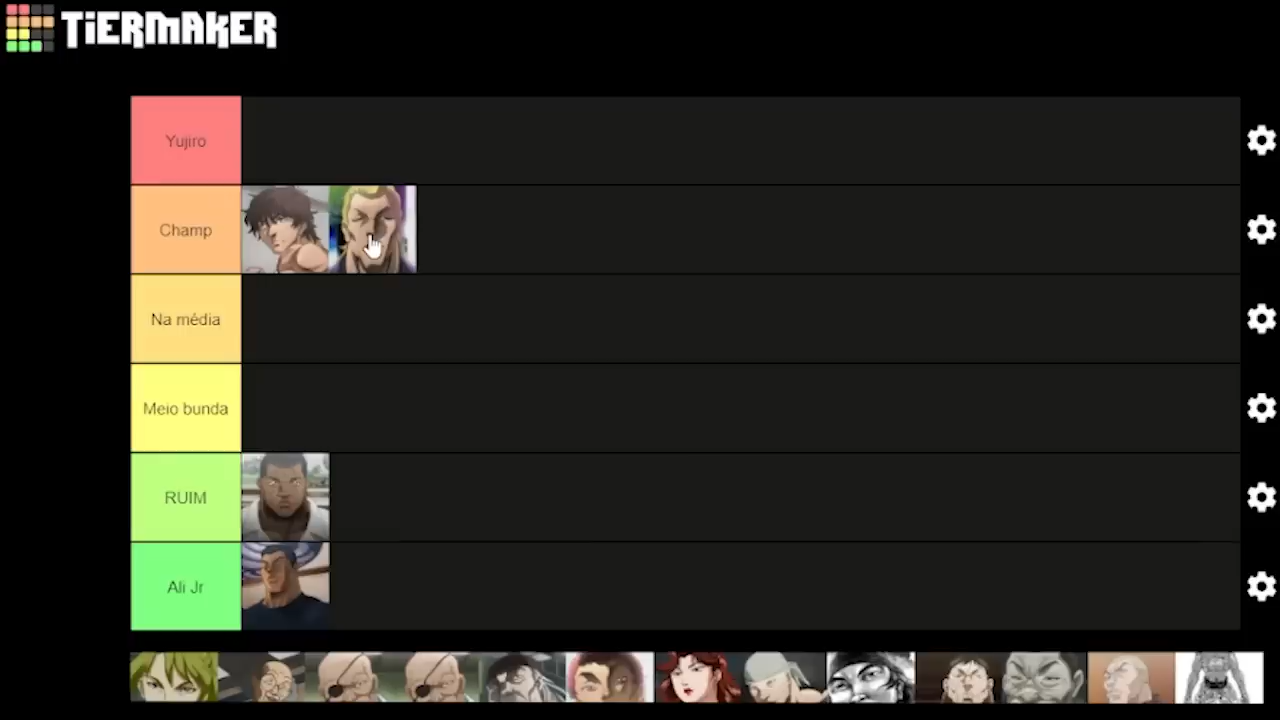 TiERMAKER
Yujiro
Champ
Na média
Meio bunda
RUIM
Ali Jr